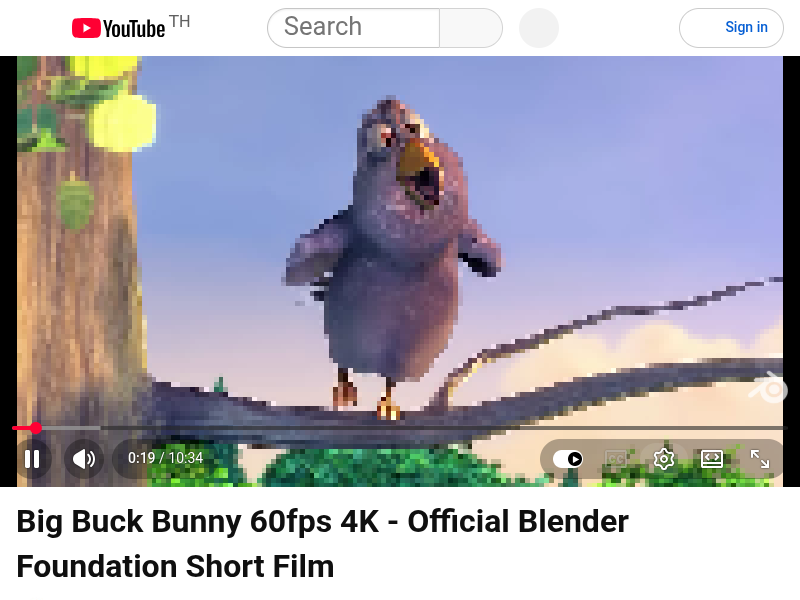 YouTube TH
Search
Sign in
0:19 / 10:34
CC
Big Buck Bunny 60fps 4K - Official Blender
Foundation Short Film